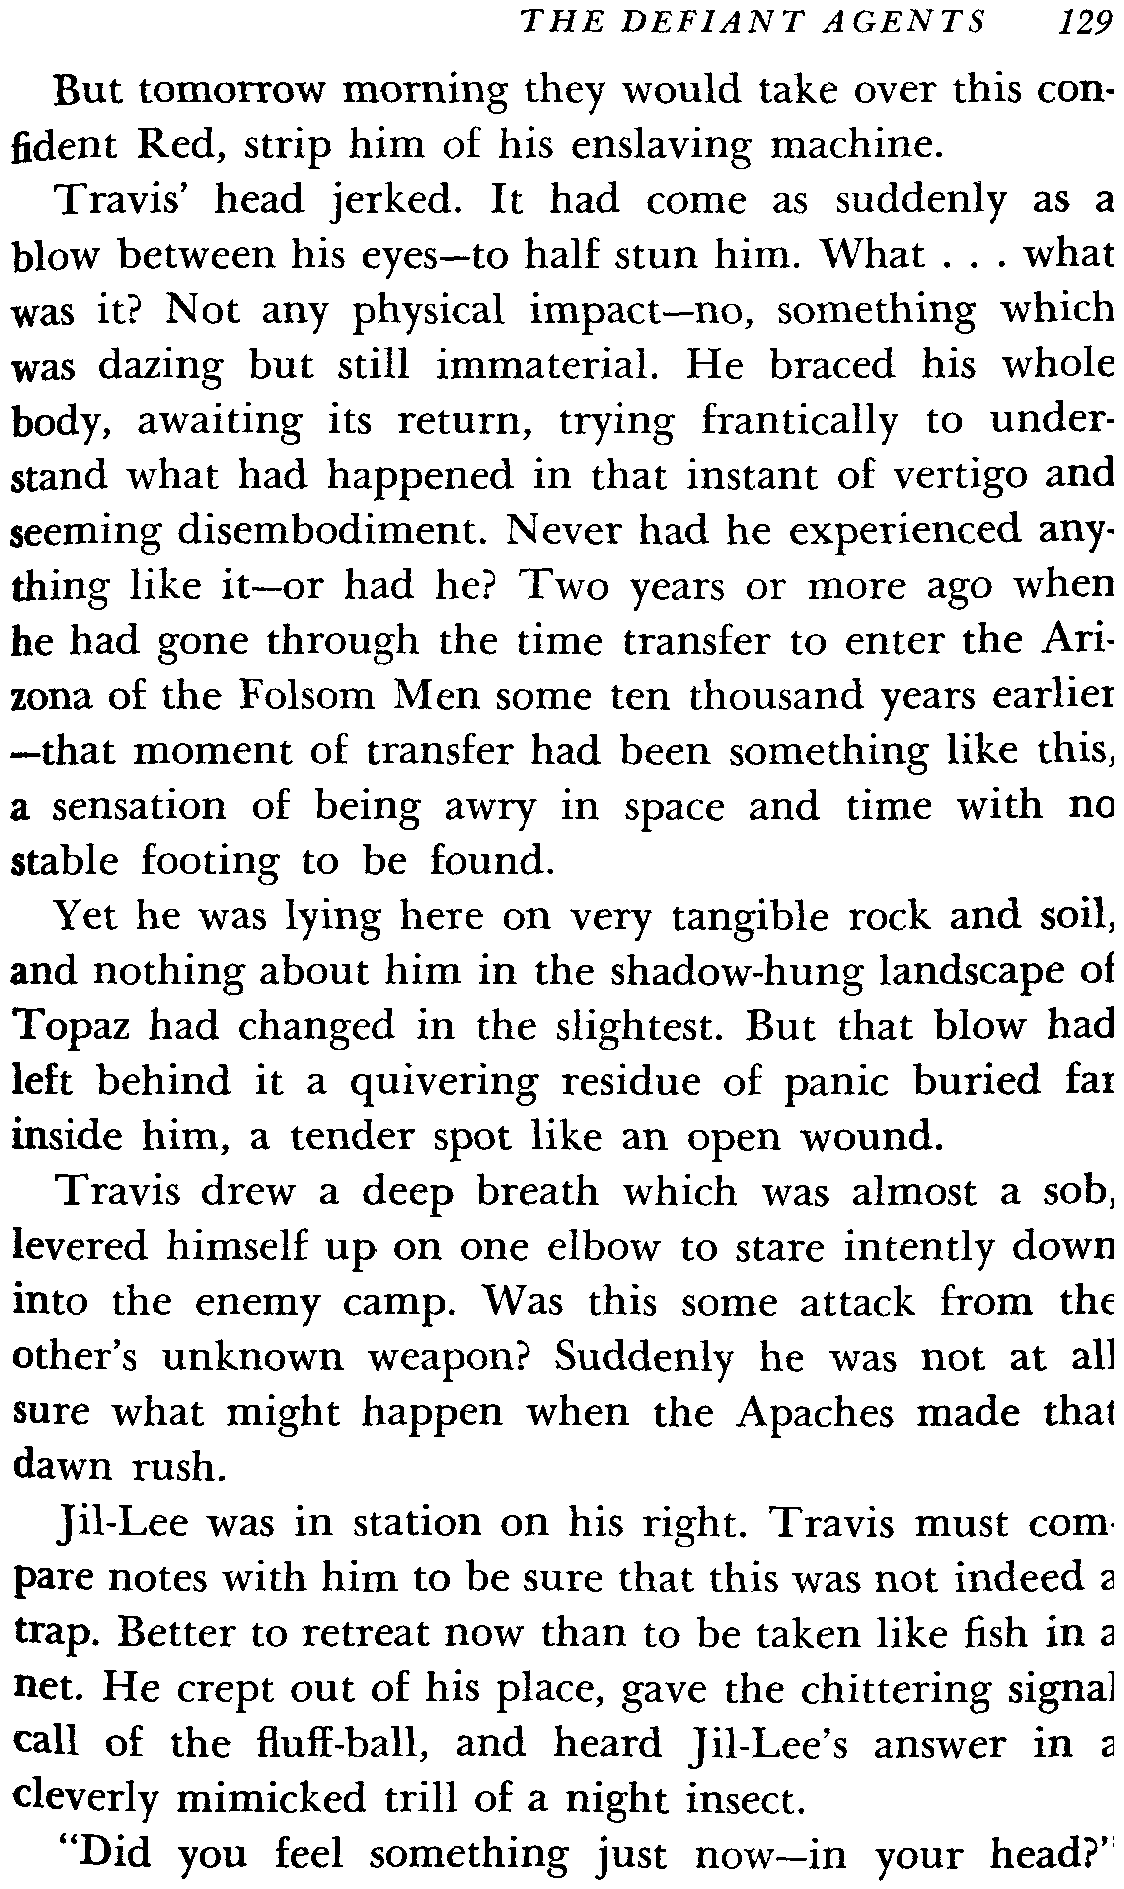 THE DEFIANT AGENTS 129
But tomorrow morning they would take over this con-
fident Red, strip him of his enslaving machine.
Travis' head jerked. It had come as suddenly as a
blow between his eyes—to half stun him. What . . . what
was it? Not any physical impact—no, something which
was dazing but still immaterial. He braced his whole
body, awaiting its return, trying frantically to under-
stand what had happened in that instant of vertigo and
seeming disembodiment. Never had he experienced any-
thing like it—or had he? Two years or more ago when
he had gone through the time transfer to enter the Ari-
zona of the Folsom Men some ten thousand years earlier
—that moment of transfer had been something like this,
a sensation of being awry in space and time with no
stable footing to be found.
Yet he was lying here on very tangible rock and soil,
and nothing about him in the shadow-hung landscape of
Topaz had changed in the slightest. But that blow had
left behind it a quivering residue of panic buried far
inside him, a tender spot like an open wound.
Travis drew a deep breath which was almost a sob,
levered himself up on one elbow to stare intently down
into the enemy camp. Was this some attack from the
other's unknown weapon? Suddenly he was not at all
sure what might happen when the Apaches made that
dawn rush.
Jil-Lee was in station on his right. Travis must com-
pare notes with him to be sure that this was not indeed a
trap. Better to retreat now than to be taken like fish in a
net. He crept out of his place, gave the chittering signal
call of the fluff-ball, and heard Jil-Lee's answer in a
cleverly mimicked trill of a night insect.
"Did you feel something just now—in your head?"